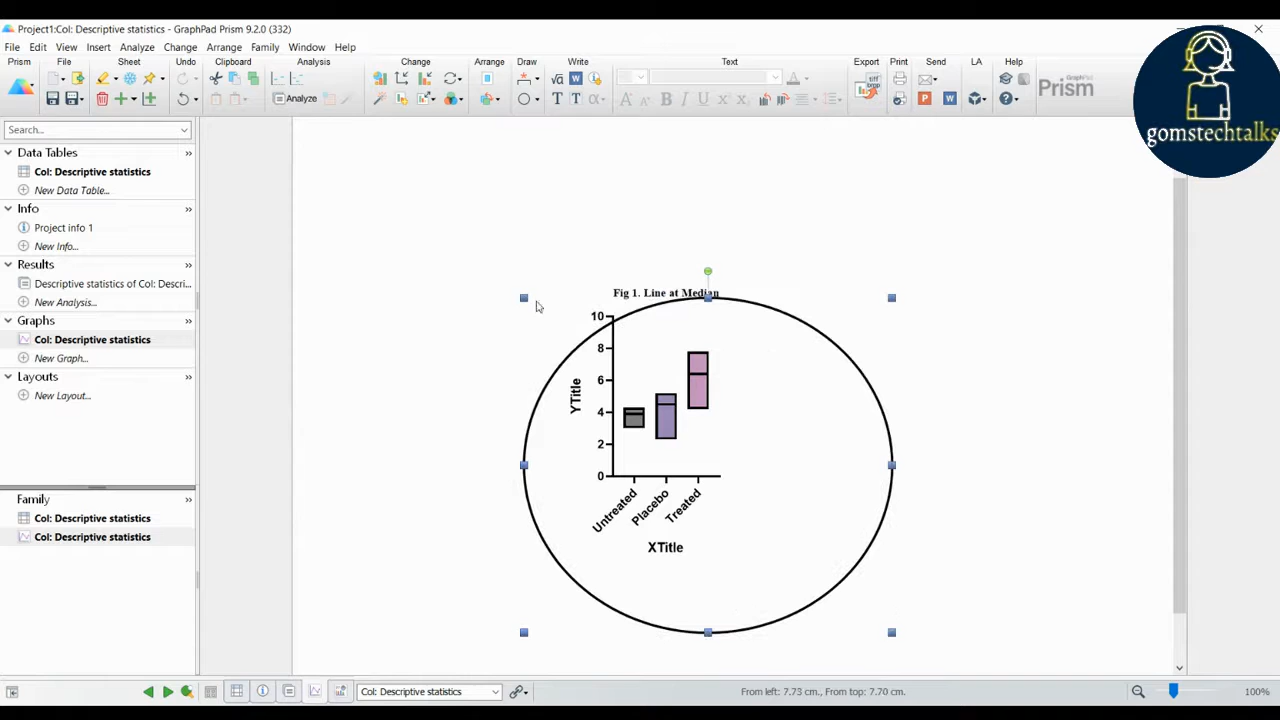 Project1:Col: Descriptive statistics - GraphPad Prism 9.2.0 (332)
File Edit View Insert Analyze Change Arrange Family Window Help
Prism File Sheet Undo Clipboard Analysis Change Arrange Draw Write Text Export Print Send LA Help
Analyze
GraphPad
Prism
gomstechtalks
Search...
Data Tables
Col: Descriptive statistics
New Data Table...
Info
Project info 1
New Info...
Results
Descriptive statistics of Col: Descri...
New Analysis...
Graphs
Col: Descriptive statistics
New Graph...
Layouts
New Layout...
Family
Col: Descriptive statistics
Col: Descriptive statistics
Fig 1. Line at Median
10
8
6
4
2
0
YTitle
Untreated
Placebo
Treated
XTitle
Col: Descriptive statistics
From left: 7.73 cm., From top: 7.70 cm.
100%